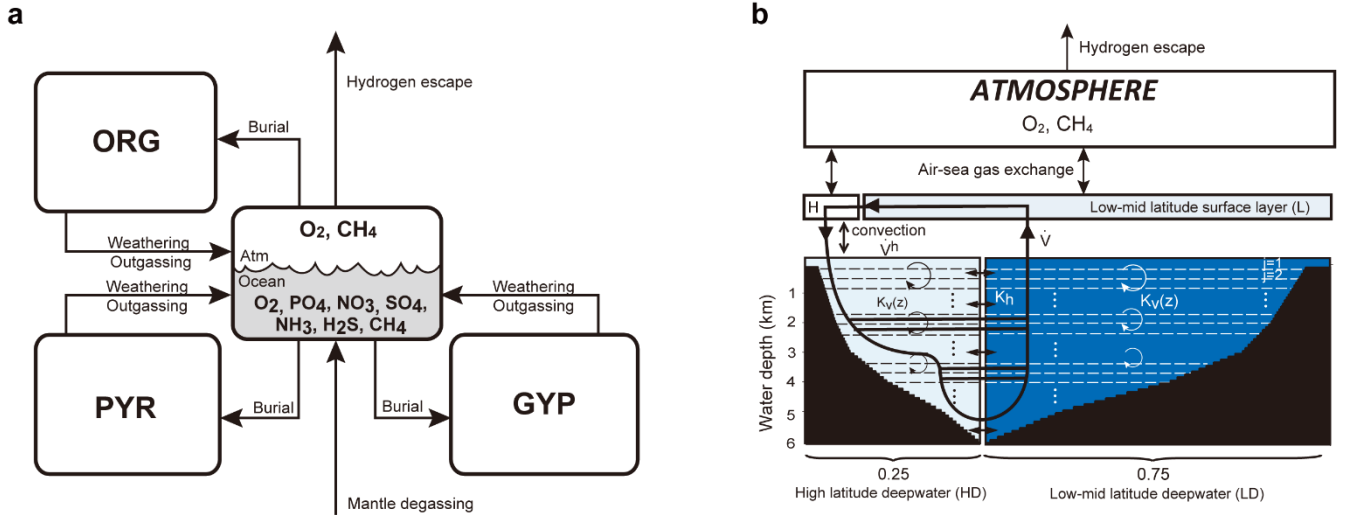 a
Hydrogen escape
ORG
Burial
Weathering
Outgassing
O₂, CH₄
Atm
Ocean
O₂, PO₄, NO₃, SO₄,
NH₃, H₂S, CH₄
Weathering
Outgassing
Weathering
Outgassing
PYR
Burial
Burial
GYP
Mantle degassing
b
Hydrogen escape
ATMOSPHERE
O₂, CH₄
Air-sea gas exchange
H
Low-mid latitude surface layer (L)
convection
V̇ʰ
V̇
j=1
j=2
Kᵥ(z)
Kₕ
Kᵥ(z)
Water depth (km)
1
2
3
4
5
6
0.25
High latitude deepwater (HD)
0.75
Low-mid latitude deepwater (LD)